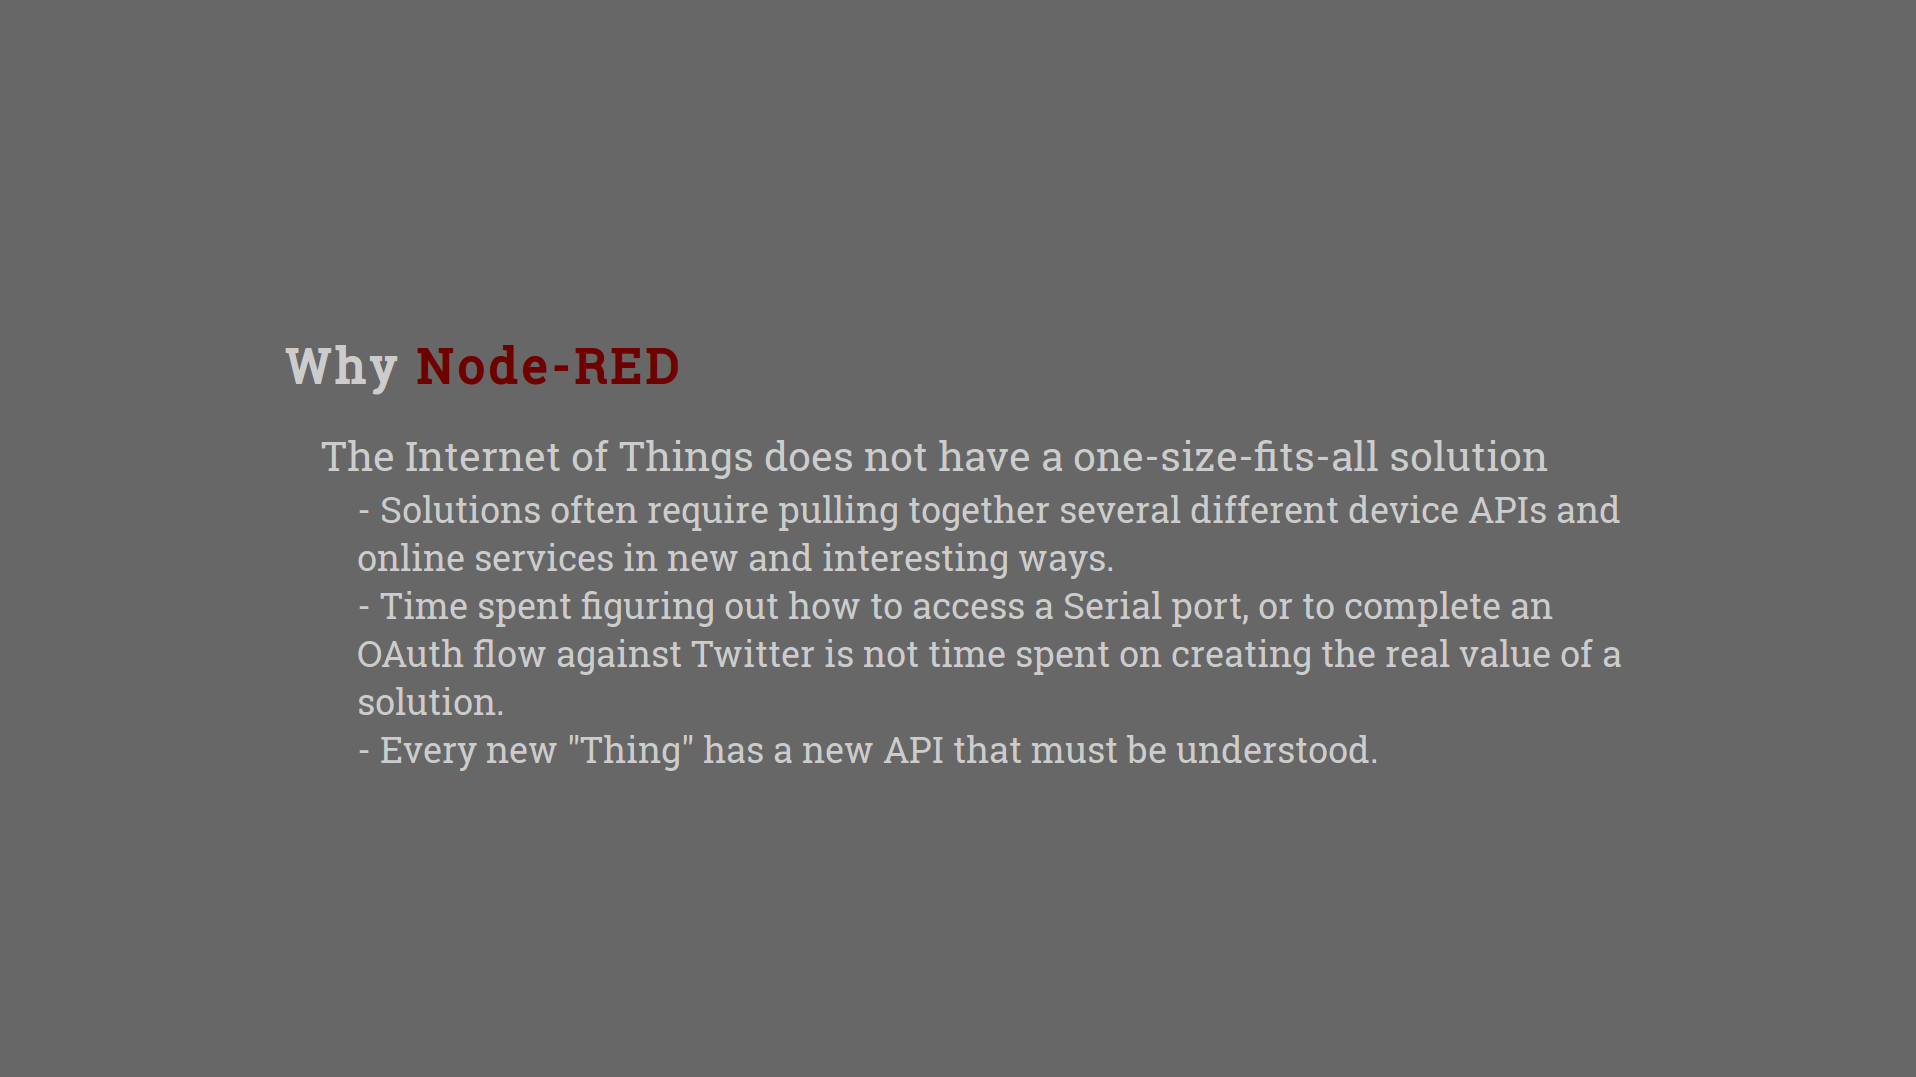 Why Node-RED
The Internet of Things does not have a one-size-fits-all solution
- Solutions often require pulling together several different device APIs and
online services in new and interesting ways.
- Time spent figuring out how to access a Serial port, or to complete an
OAuth flow against Twitter is not time spent on creating the real value of a
solution.
- Every new "Thing" has a new API that must be understood.